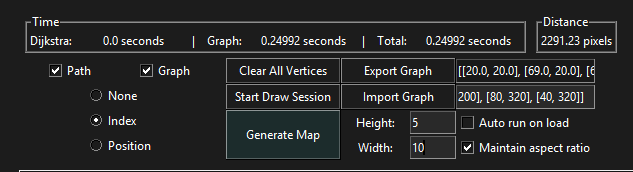 Time
Distance
Dijkstra: 0.0 seconds | Graph: 0.24992 seconds | Total: 0.24992 seconds
2291.23 pixels
Path
Graph
Clear All Vertices
Export Graph
[[20.0, 20.0], [69.0, 20.0], [6
None
Start Draw Session
Import Graph
200], [80, 320], [40, 320]]
Index
Generate Map
Height: 5
Auto run on load
Position
Width: 10
Maintain aspect ratio